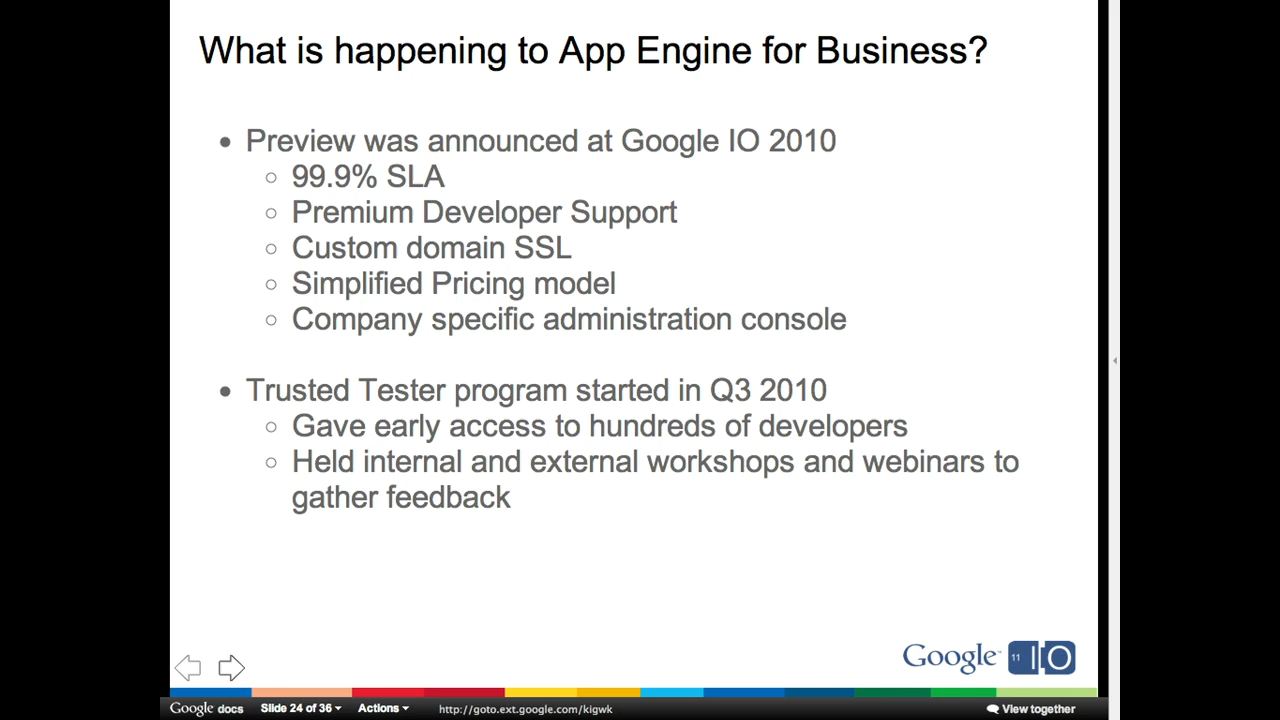 What is happening to App Engine for Business?
Preview was announced at Google IO 2010
99.9% SLA
Premium Developer Support
Custom domain SSL
Simplified Pricing model
Company specific administration console
Trusted Tester program started in Q3 2010
Gave early access to hundreds of developers
Held internal and external workshops and webinars to
gather feedback
Google™ 11 IO
Google docs Slide 24 of 36 Actions http://goto.ext.google.com/kigwk View together